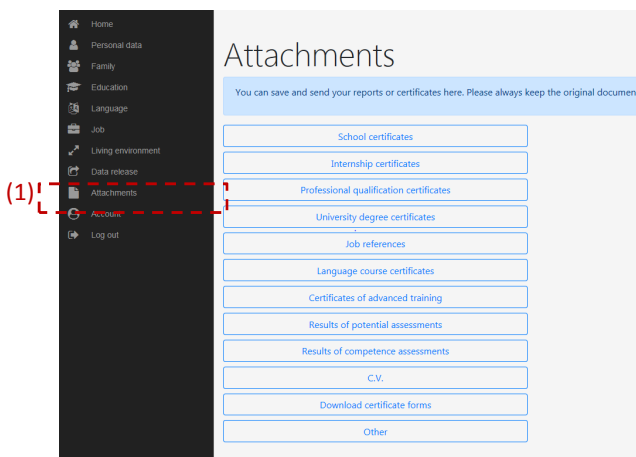 Home
Personal data
Family
Education
Language
Job
Living environment
Data release
(1)
Attachments
Account
Log out
Attachments
You can save and send your reports or certificates here. Please always keep the original documen
School certificates
Internship certificates
Professional qualification certificates
University degree certificates
Job references
Language course certificates
Certificates of advanced training
Results of potential assessments
Results of competence assessments
C.V.
Download certificate forms
Other